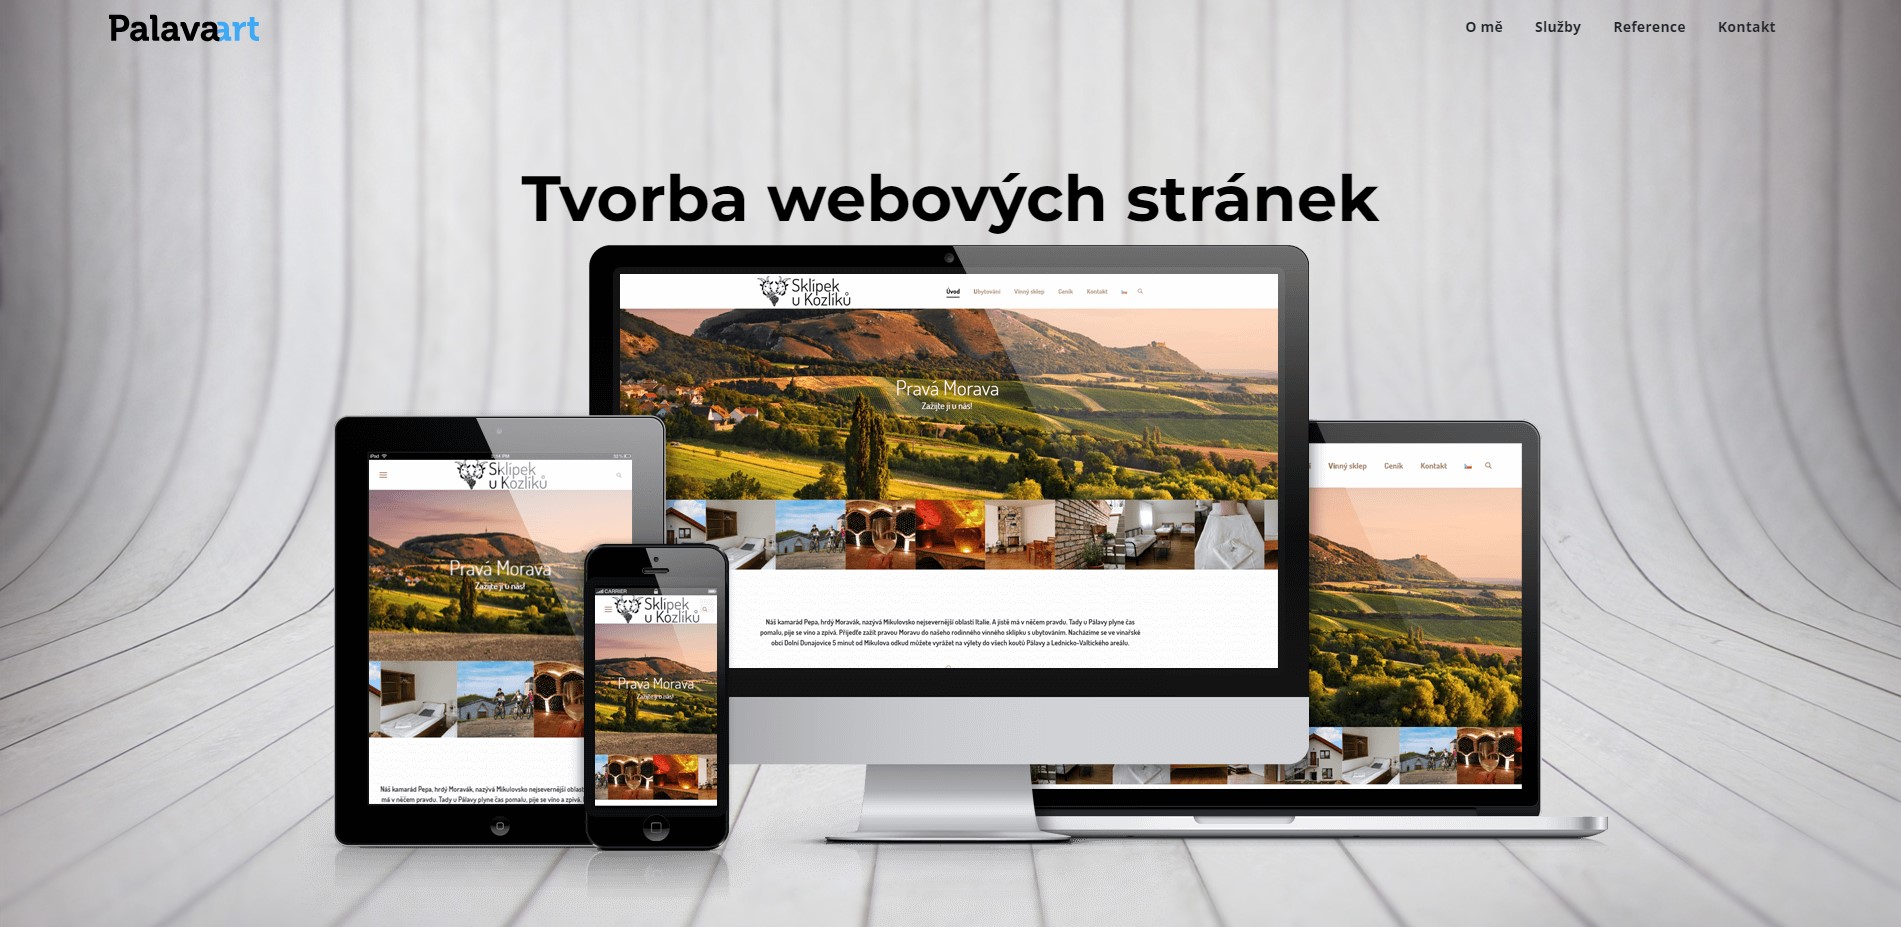 Palavaart
O mě Služby Reference Kontakt
Tvorba webových stránek
Sklípek
u Kozlíků
Úvod Ubytování Vinný sklep Ceník Kontakt
Pravá Morava
Zažijte ji u nás!
Náš kamarád Pepa, hrdý Moravák, nazývá Mikulovsko nejsevernější oblastí Italie. A jistě má v něčem pravdu. Tady u Pálavy plyne čas
pomalu, pije se víno a zpívá. Přijeďte zažít pravou Moravu do našeho rodinného vinného sklípku s ubytováním. Nacházíme se ve vinařské
obci Dolní Dunajovice 5 minut od Mikulova odkud můžete vyrážet na výlety do všech koutů Pálavy a Lednicko-Valtického areálu.
iPad
Sklípek
u Kozlíků
Pravá Morava
Zažijte ji u nás!
Náš kamarád Pepa, hrdý Moravák, nazývá Mikulovsko nejsevernější oblast
má v něčem pravdu. Tady u Pálavy plyne čas pomalu, pije se víno a zpívá.
CARRIER
Sklípek
u Kozlíků
Pravá Morava
Zažijte ji u nás!
Vinný sklep Ceník Kontakt